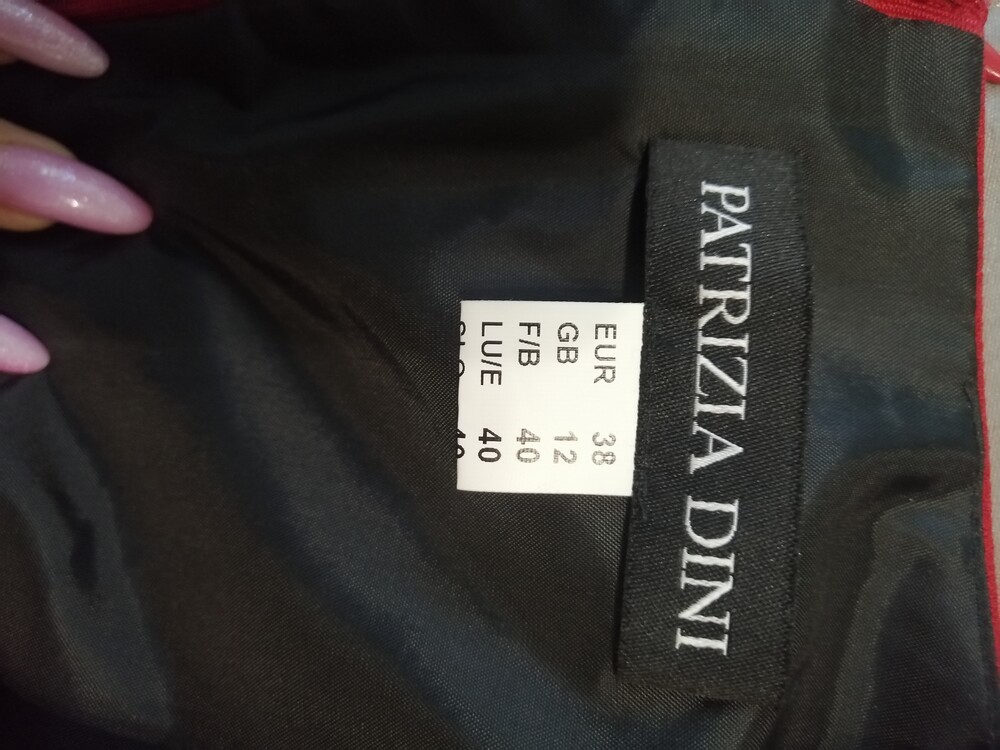 PATRIZIA DINI
EUR 38
GB 12
F/B 40
LU/E 40